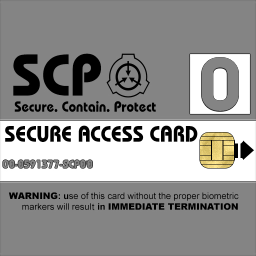 SCP
0
Secure. Contain. Protect
SECURE ACCESS CARD
00-0591377-SCP00
WARNING: use of this card without the proper biometric
markers will result in IMMEDIATE TERMINATION